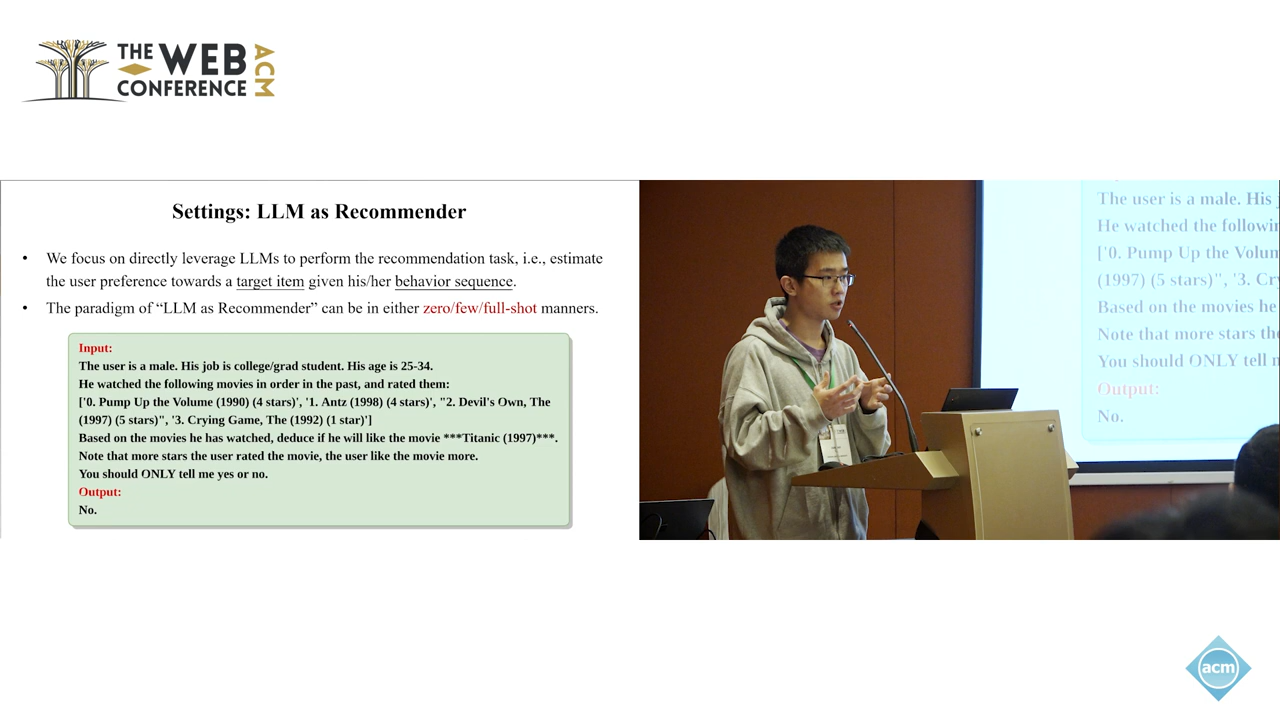 THE WEB CONFERENCE ACM
Settings: LLM as Recommender
• We focus on directly leverage LLMs to perform the recommendation task, i.e., estimate
the user preference towards a target item given his/her behavior sequence.
• The paradigm of “LLM as Recommender” can be in either zero/few/full-shot manners.
Input:
The user is a male. His job is college/grad student. His age is 25-34.
He watched the following movies in order in the past, and rated them:
['0. Pump Up the Volume (1990) (4 stars)', '1. Antz (1998) (4 stars)', "2. Devil's Own, The
(1997) (5 stars)", '3. Crying Game, The (1992) (1 star)']
Based on the movies he has watched, deduce if he will like the movie ***Titanic (1997)***.
Note that more stars the user rated the movie, the user like the movie more.
You should ONLY tell me yes or no.
Output:
No.
The user is a male. His
He watched the
['0. Pump Up the
(1997) (5 stars)", '3.
Based on the movies he
Note that more stars
You should ONLY tell
Output:
No.
acm